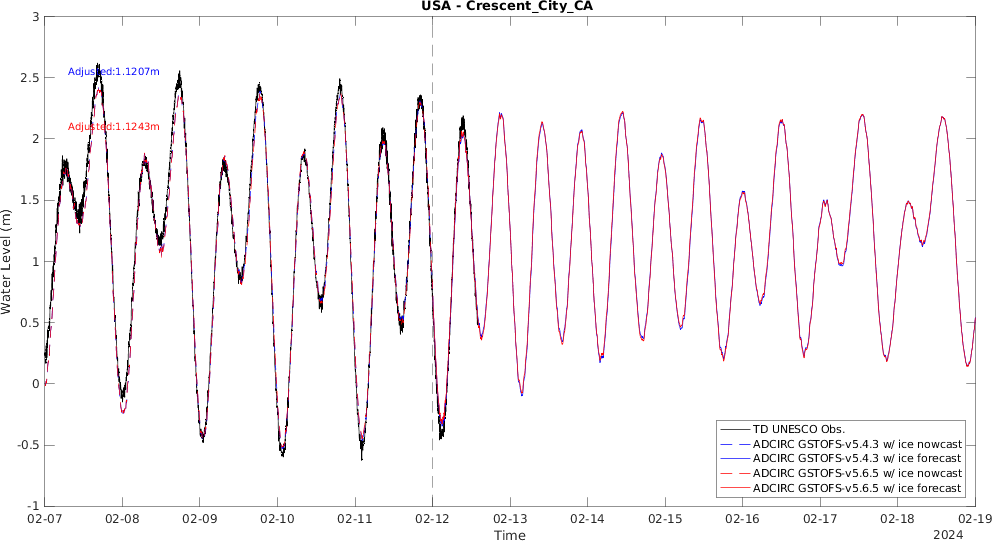 USA - Crescent_City_CA
3
2.5
2
1.5
1
0.5
0
-0.5
-1
Water Level (m)
Adjusted:1.1207m
Adjusted:1.1243m
TD UNESCO Obs.
ADCIRC GSTOFS-v5.4.3 w/ ice nowcast
ADCIRC GSTOFS-v5.4.3 w/ ice forecast
ADCIRC GSTOFS-v5.6.5 w/ ice nowcast
ADCIRC GSTOFS-v5.6.5 w/ ice forecast
02-07 02-08 02-09 02-10 02-11 02-12 02-13 02-14 02-15 02-16 02-17 02-18 02-19
Time
2024